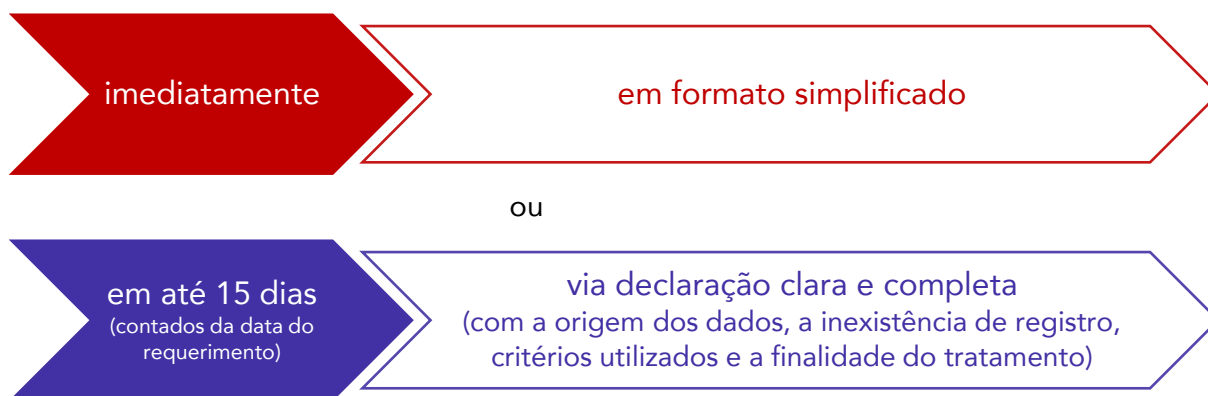 imediatamente
em formato simplificado
ou
em até 15 dias
(contados da data do
requerimento)
via declaração clara e completa
(com a origem dos dados, a inexistência de registro,
critérios utilizados e a finalidade do tratamento)